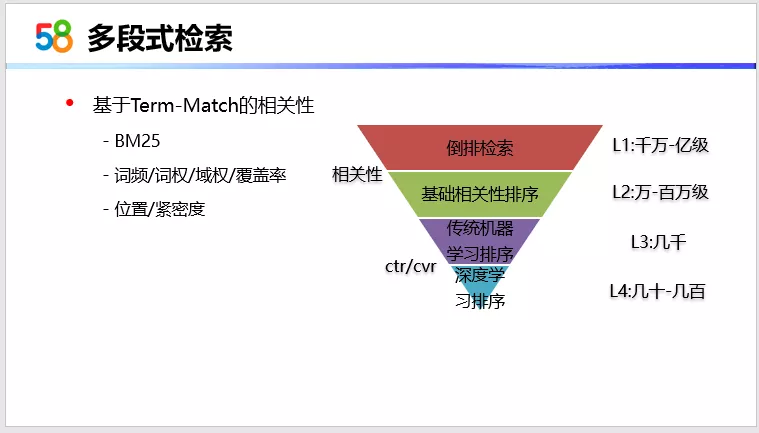 58 多段式检索
• 基于Term-Match的相关性
- BM25
- 词频/词权/域权/覆盖率
- 位置/紧密度
相关性
ctr/cvr
倒排检索
基础相关性排序
传统机器
学习排序
深度学
习排序
L1:千万-亿级
L2:万-百万级
L3:几千
L4:几十-几百